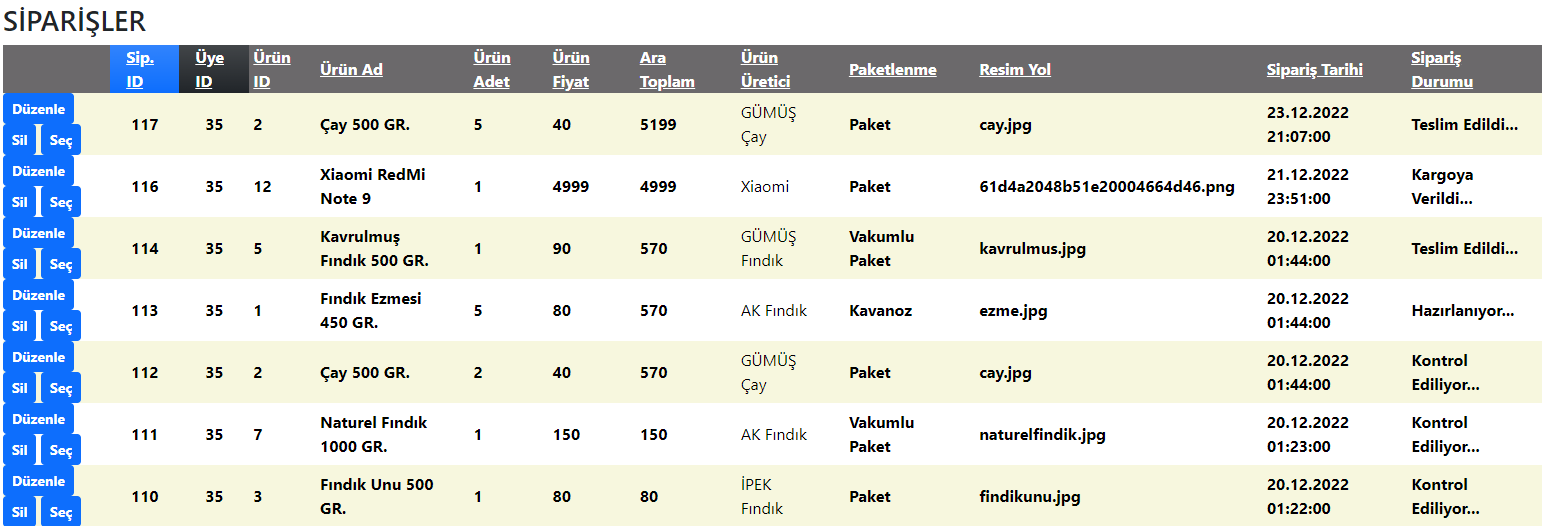 SİPARİŞLER
Sip. ID Üye ID Ürün ID Ürün Ad Ürün Adet Ürün Fiyat Ara Toplam Ürün Üretici Paketlenme Resim Yol Sipariş Tarihi Sipariş Durumu
Düzenle Sil Seç 117 35 2 Çay 500 GR. 5 40 5199 GÜMÜŞ Çay Paket cay.jpg 23.12.2022 21:07:00 Teslim Edildi...
Düzenle Sil Seç 116 35 12 Xiaomi RedMi Note 9 1 4999 4999 Xiaomi Paket 61d4a2048b51e20004664d46.png 21.12.2022 23:51:00 Kargoya Verildi...
Düzenle Sil Seç 114 35 5 Kavrulmuş Fındık 500 GR. 1 90 570 GÜMÜŞ Fındık Vakumlu Paket kavrulmus.jpg 20.12.2022 01:44:00 Teslim Edildi...
Düzenle Sil Seç 113 35 1 Fındık Ezmesi 450 GR. 5 80 570 AK Fındık Kavanoz ezme.jpg 20.12.2022 01:44:00 Hazırlanıyor...
Düzenle Sil Seç 112 35 2 Çay 500 GR. 2 40 570 GÜMÜŞ Çay Paket cay.jpg 20.12.2022 01:44:00 Kontrol Ediliyor...
Düzenle Sil Seç 111 35 7 Naturel Fındık 1000 GR. 1 150 150 AK Fındık Vakumlu Paket naturelfindik.jpg 20.12.2022 01:23:00 Kontrol Ediliyor...
Düzenle Sil Seç 110 35 3 Fındık Unu 500 GR. 1 80 80 İPEK Fındık Paket findikunu.jpg 20.12.2022 01:22:00 Kontrol Ediliyor...